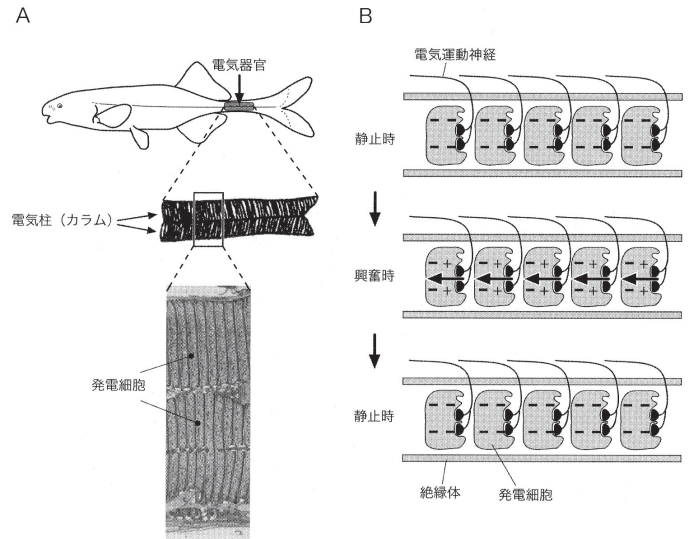 A
電気器官
電気柱（カラム）
発電細胞
B
電気運動神経
静止時
興奮時
静止時
絶縁体
発電細胞